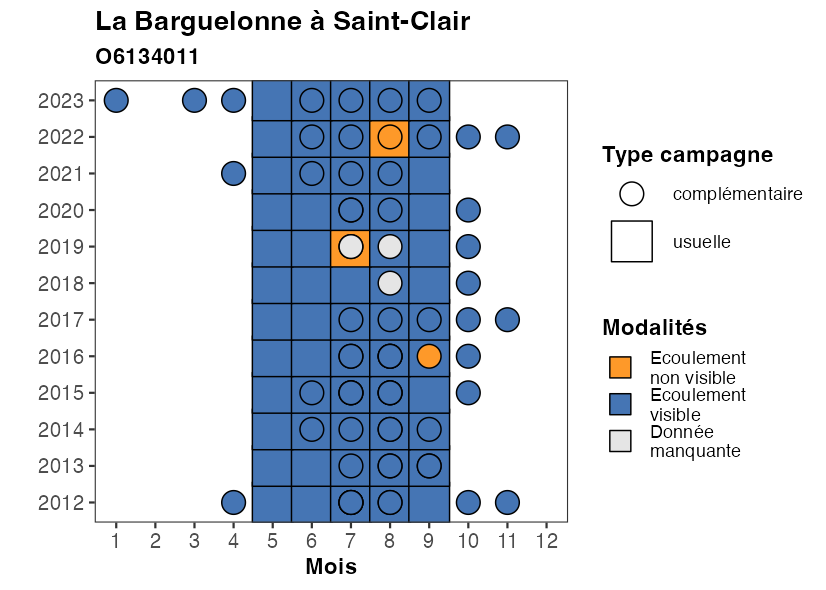 La Barguelonne à Saint-Clair
O6134011
2023
2022
2021
2020
2019
2018
2017
2016
2015
2014
2013
2012
1 2 3 4 5 6 7 8 9 10 11 12
Mois
Type campagne
complémentaire
usuelle
Modalités
Ecoulement
non visible
Ecoulement
visible
Donnée
manquante